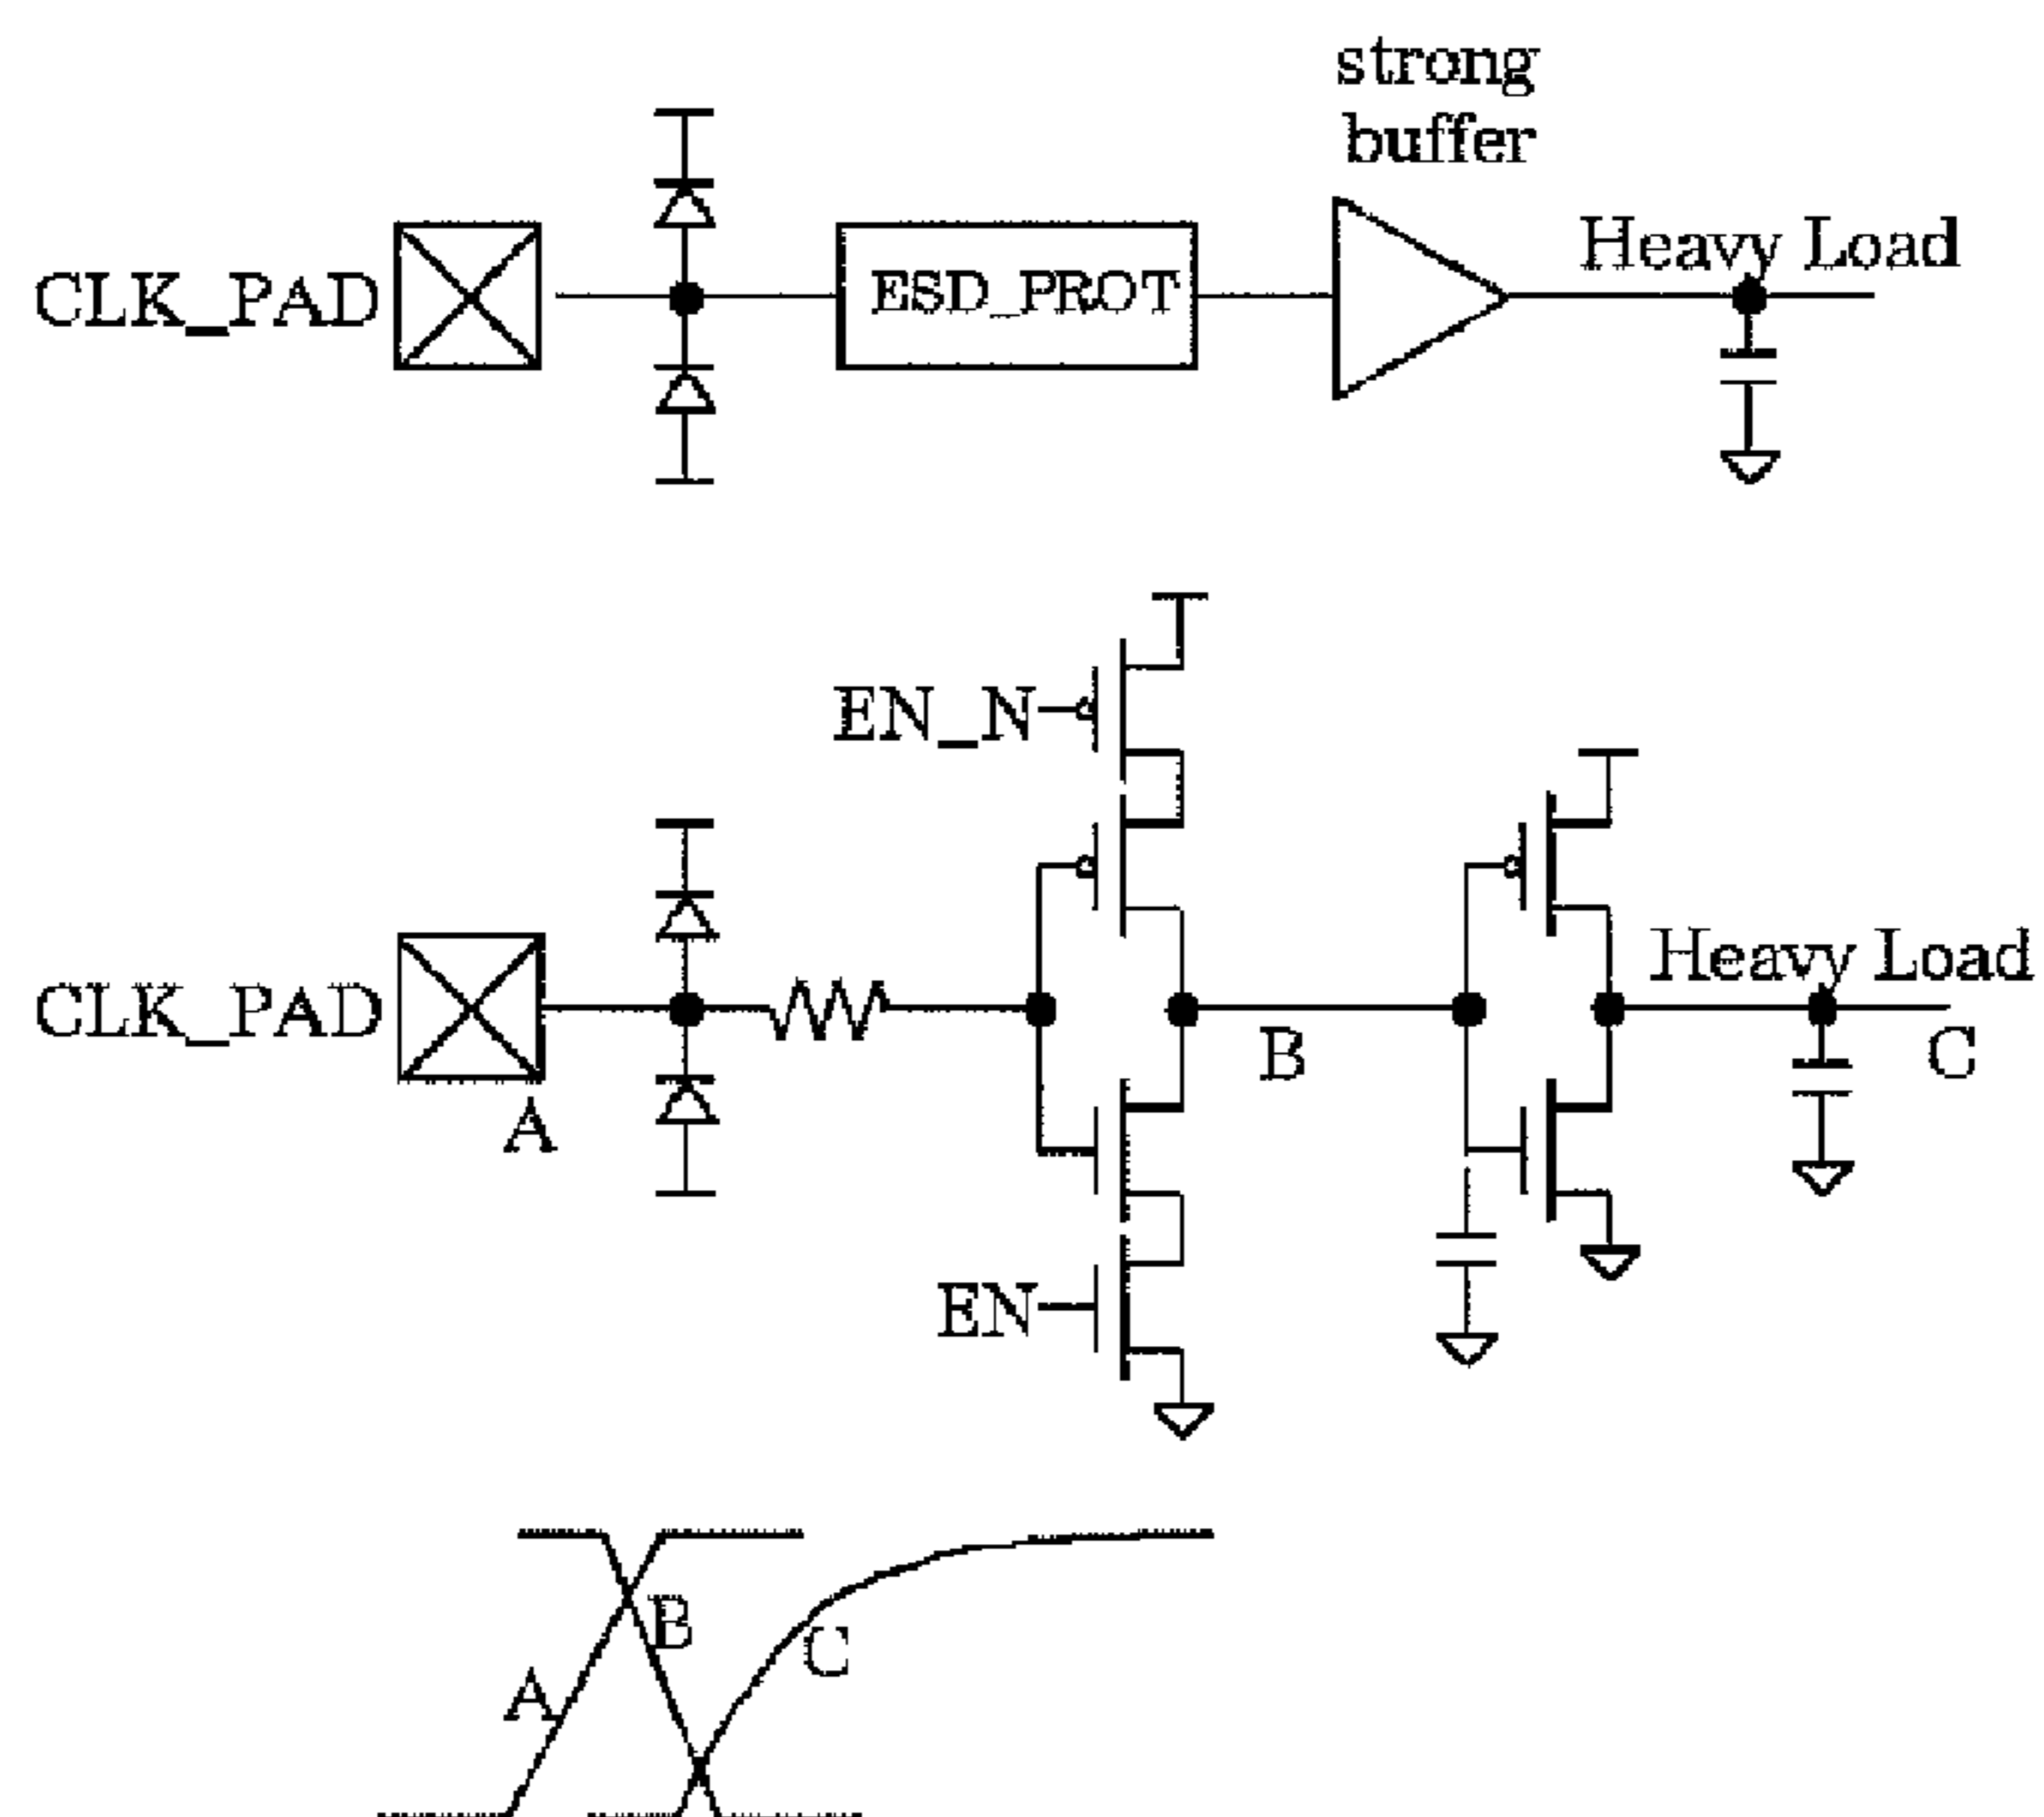 strong
buffer
Heavy Load
CLK_PAD
ESD_PROT
EN_N
Heavy Load
CLK_PAD
B
C
A
EN
B
C
A